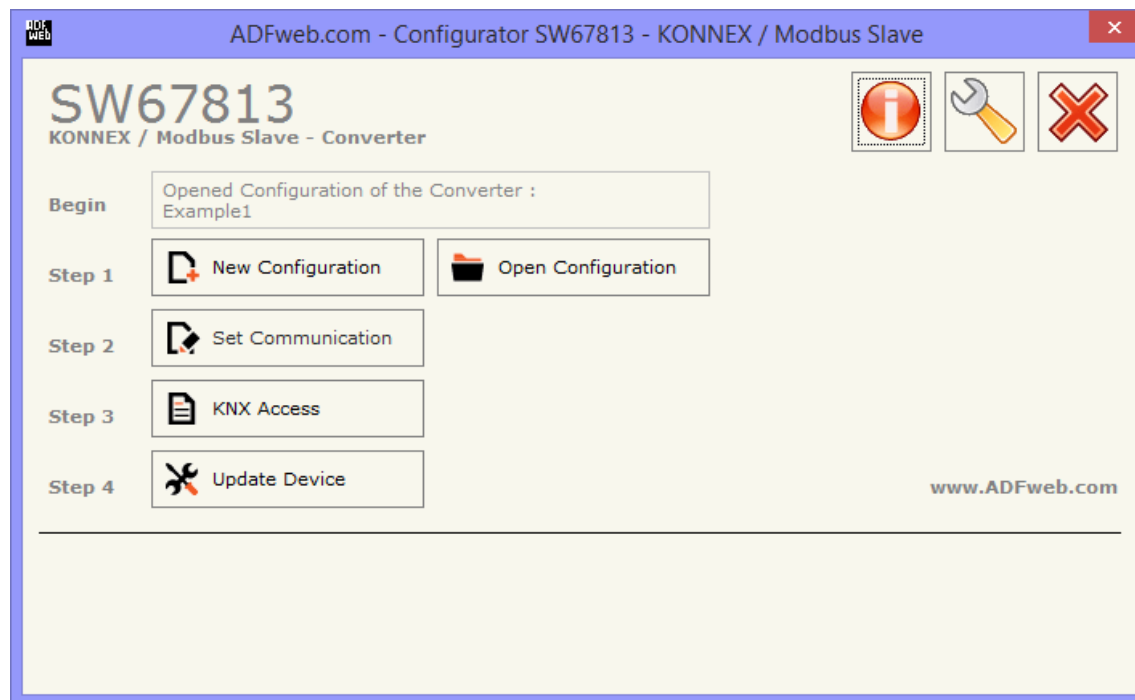 ADF
WEB
ADFweb.com - Configurator SW67813 - KONNEX / Modbus Slave
SW67813
KONNEX / Modbus Slave - Converter
Begin
Opened Configuration of the Converter :
Example1
Step 1
New Configuration
Open Configuration
Step 2
Set Communication
Step 3
KNX Access
Step 4
Update Device
www.ADFweb.com